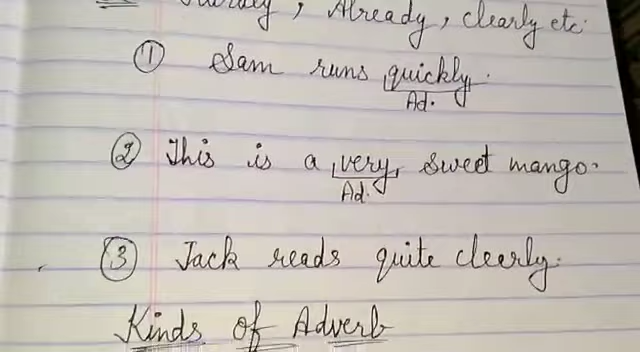 , Already, clearly etc.
① Sam runs quickly.
Ad.
② This is a very sweet mango.
Ad.
③ Jack reads quite clearly.
Kinds of Adverb